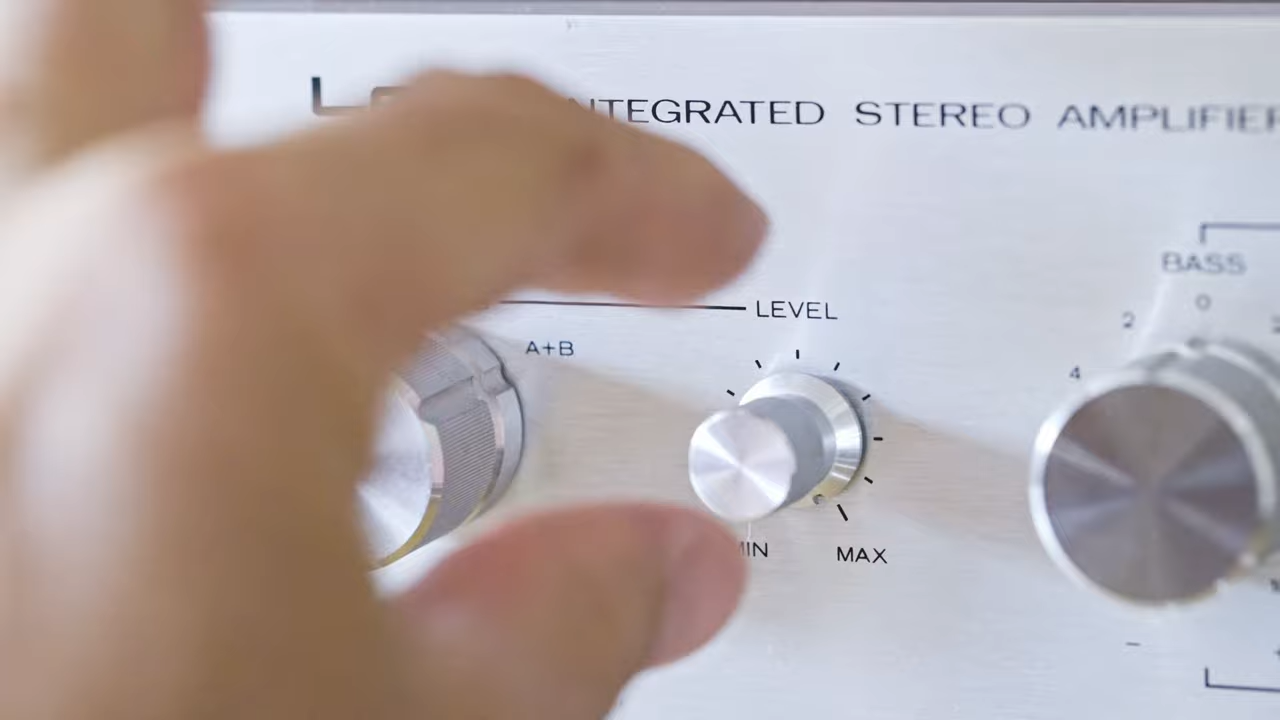 INTEGRATED STEREO AMPLIFIER
BASS
0
2
LEVEL
A+B
4
MIN MAX